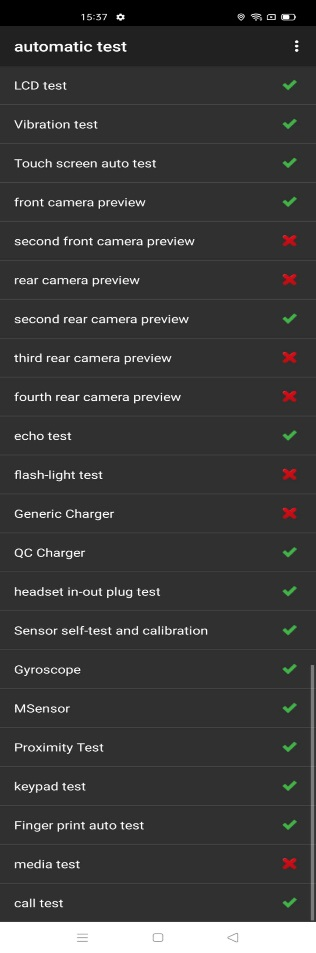 15:37
automatic test
LCD test
Vibration test
Touch screen auto test
front camera preview
second front camera preview
rear camera preview
second rear camera preview
third rear camera preview
fourth rear camera preview
echo test
flash-light test
Generic Charger
QC Charger
headset in-out plug test
Sensor self-test and calibration
Gyroscope
MSensor
Proximity Test
keypad test
Finger print auto test
media test
call test